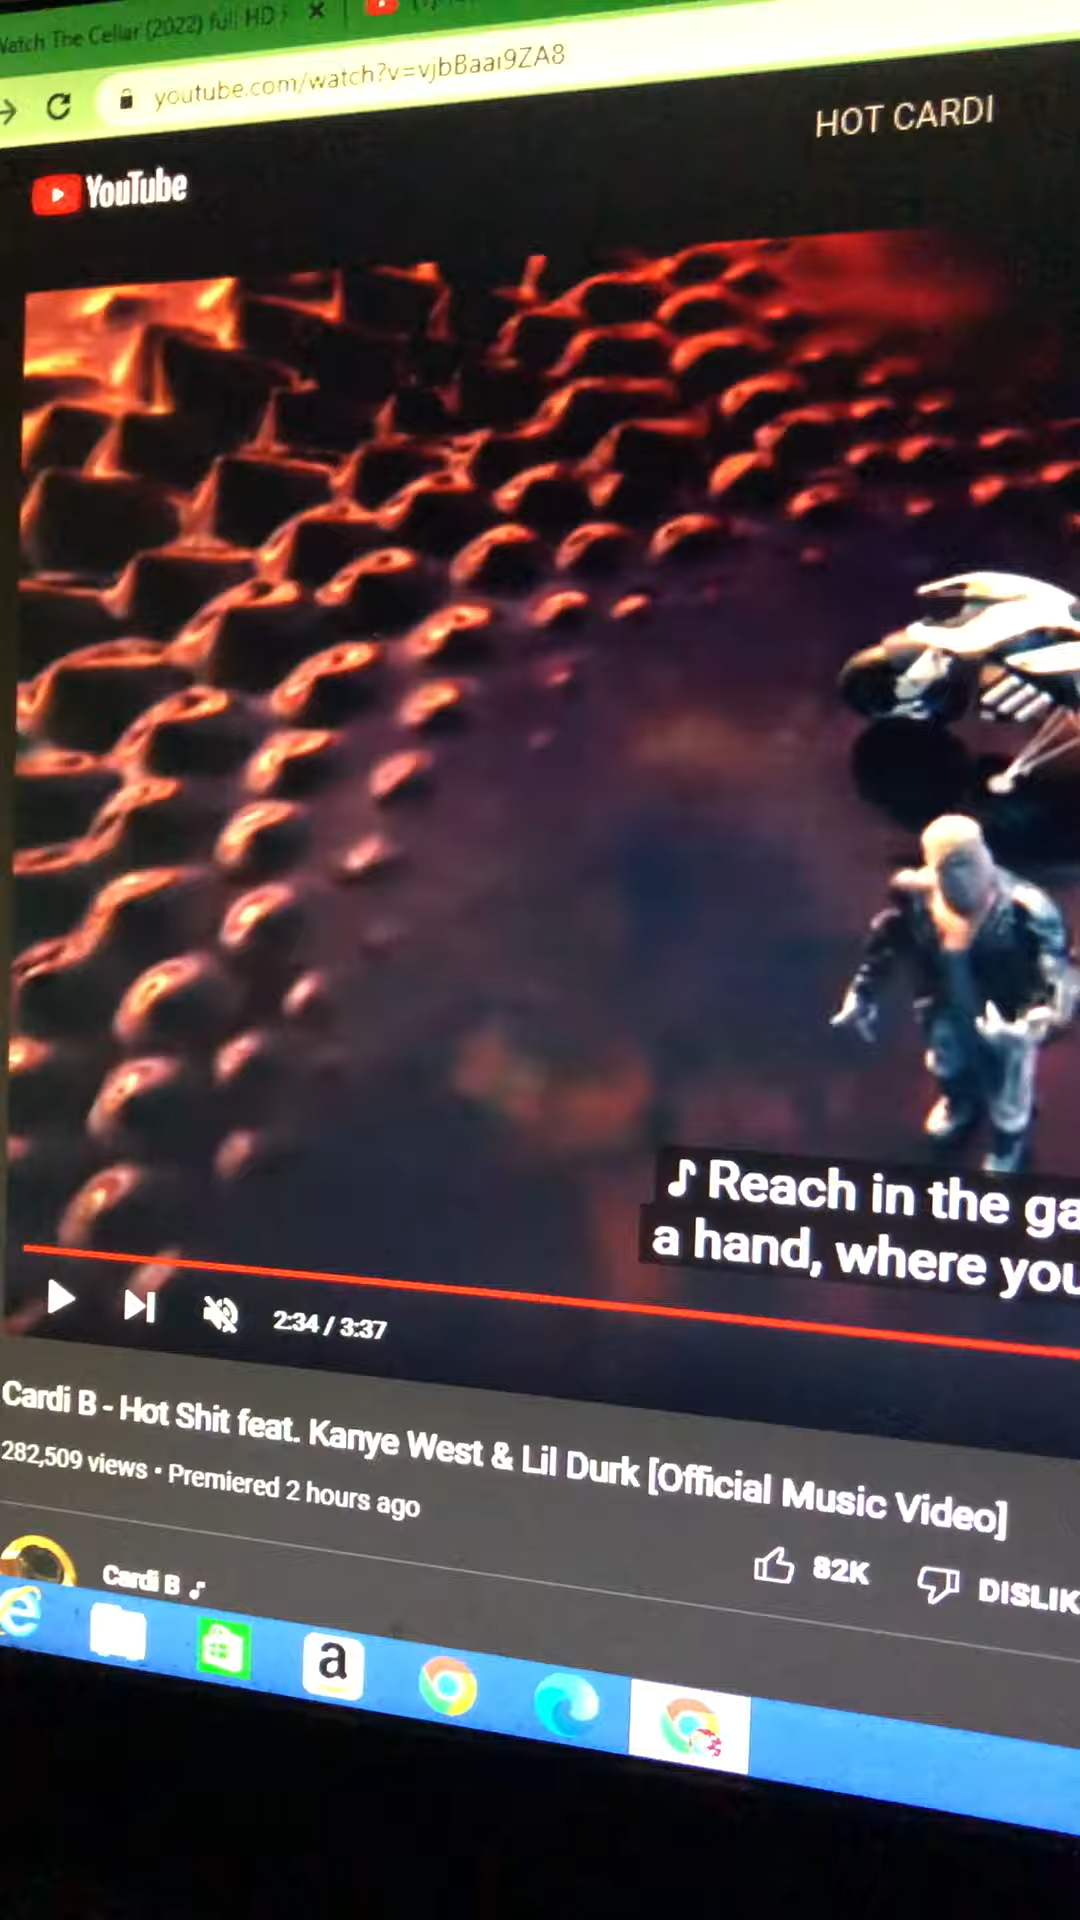 Watch The Cellar (2022) full HD
youtube.com/watch?v=vjbBaai9ZA8
HOT CARDI
YouTube
♪ Reach in the ga
a hand, where you
2:34 / 3:37
Cardi B - Hot Shit feat. Kanye West & Lil Durk [Official Music Video]
282,509 views • Premiered 2 hours ago
82K
DISLIK
Cardi B ♪
a